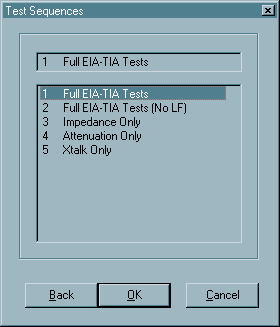 Test Sequences
1 Full EIA-TIA Tests
1 Full EIA-TIA Tests
2 Full EIA-TIA Tests (No LF)
3 Impedance Only
4 Attenuation Only
5 Xtalk Only
Back OK Cancel